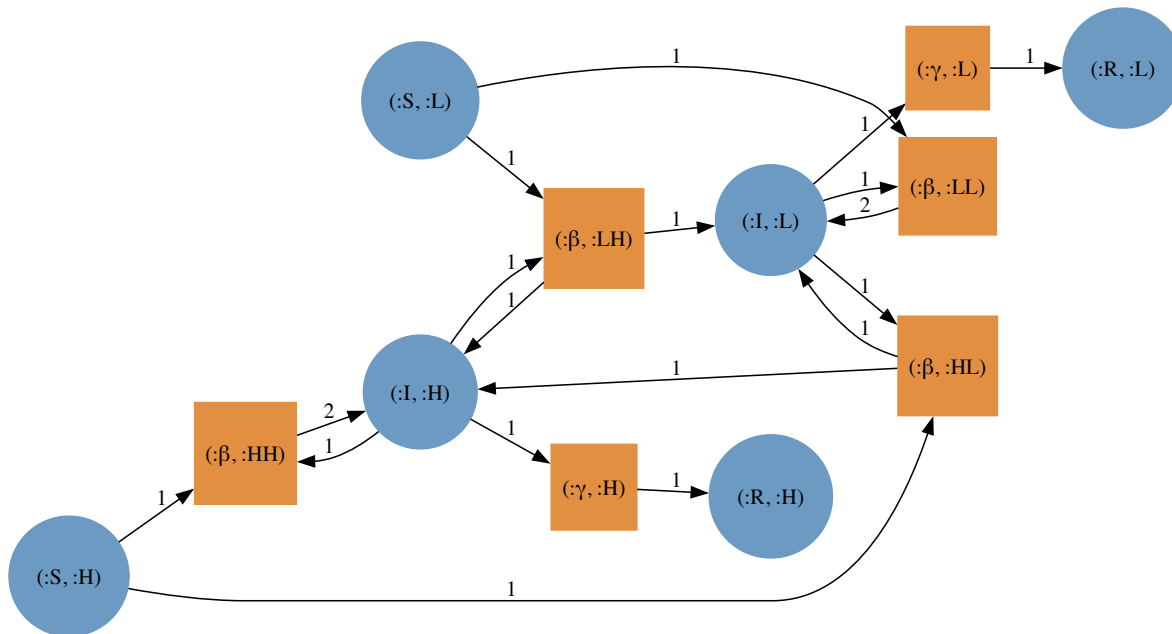 1
(:γ, :L)
1
(:R, :L)
(:S, :L)
1
1
1
(:β, :LL)
2
(:β, :LH)
1
(:I, :L)
1
1
1
1
(:β, :HL)
1
(:I, :H)
2
(:β, :HH)
1
1
(:γ, :H)
1
(:R, :H)
1
(:S, :H)
1